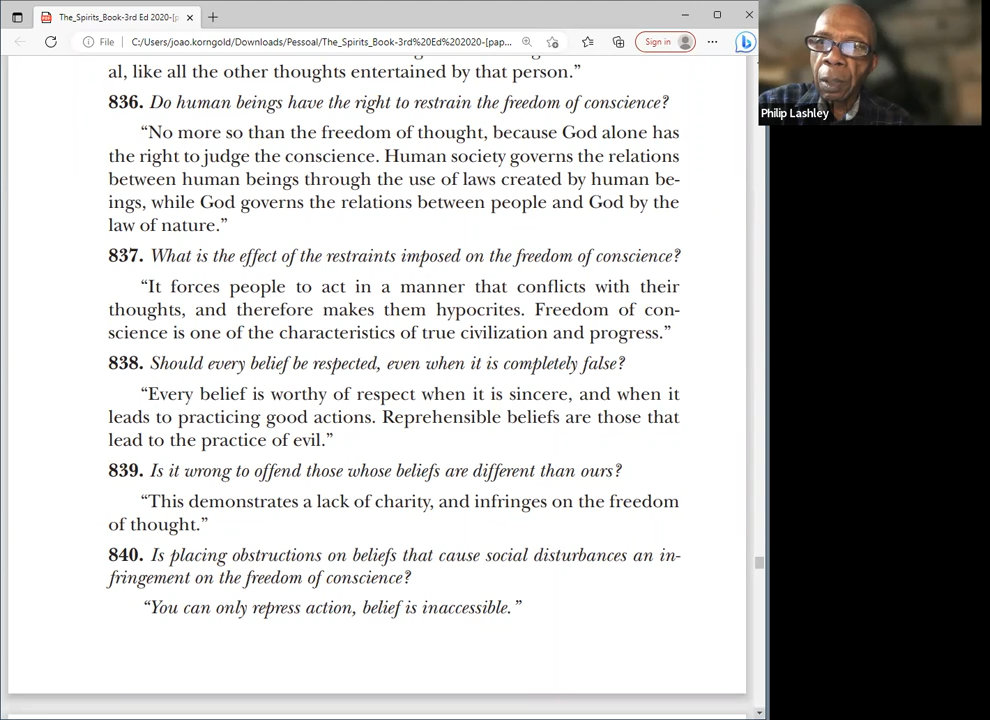 The_Spirits_Book-3rd Ed 2020-[p
File
C:/Users/joao.korngold/Downloads/Pessoal/The_Spirits_Book-3rd%20Ed%202020-[pap...
Sign in
Philip Lashley
al, like all the other thoughts entertained by that person.”
836. Do human beings have the right to restrain the freedom of conscience?
“No more so than the freedom of thought, because God alone has
the right to judge the conscience. Human society governs the relations
between human beings through the use of laws created by human be-
ings, while God governs the relations between people and God by the
law of nature.”
837. What is the effect of the restraints imposed on the freedom of conscience?
“It forces people to act in a manner that conflicts with their
thoughts, and therefore makes them hypocrites. Freedom of con-
science is one of the characteristics of true civilization and progress.”
838. Should every belief be respected, even when it is completely false?
“Every belief is worthy of respect when it is sincere, and when it
leads to practicing good actions. Reprehensible beliefs are those that
lead to the practice of evil.”
839. Is it wrong to offend those whose beliefs are different than ours?
“This demonstrates a lack of charity, and infringes on the freedom
of thought.”
840. Is placing obstructions on beliefs that cause social disturbances an in-
fringement on the freedom of conscience?
“You can only repress action, belief is inaccessible.”